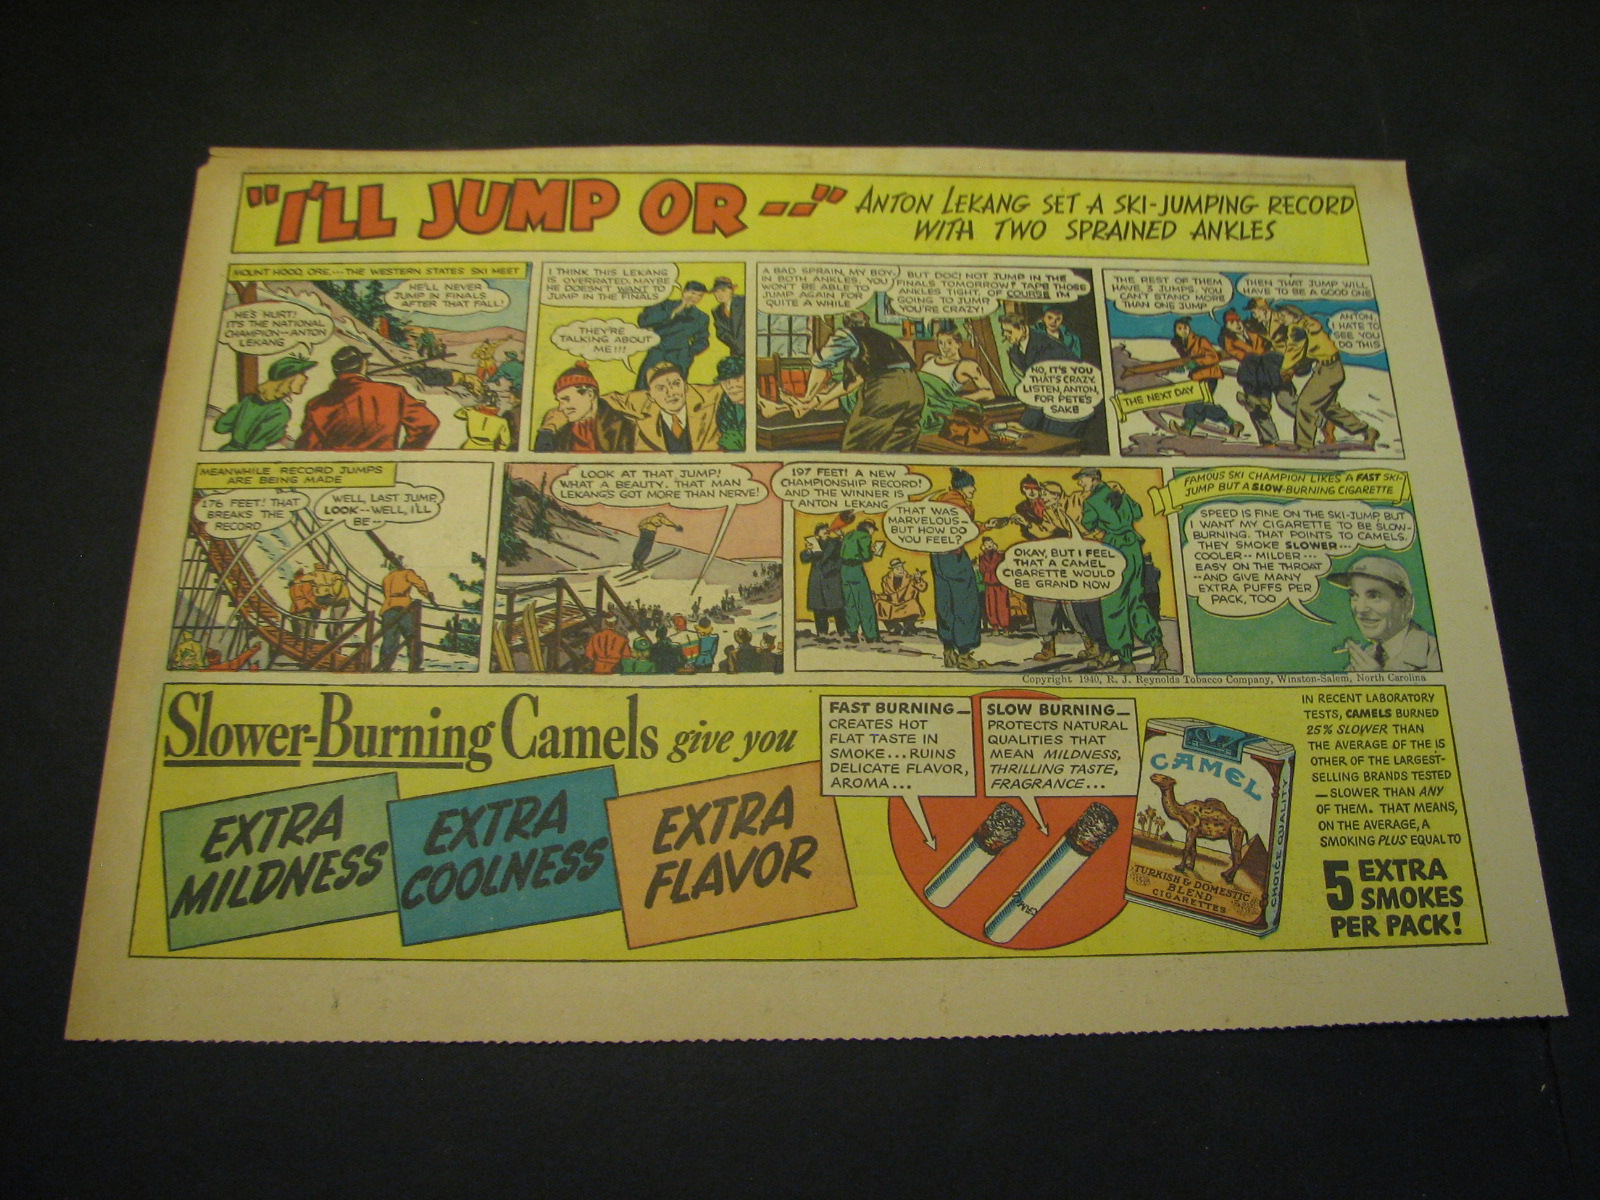 "I'LL JUMP OR --"
ANTON LEKANG SET A SKI-JUMPING RECORD
WITH TWO SPRAINED ANKLES
MOUNT HOOD, ORE.---THE WESTERN STATES SKI MEET
HE'LL NEVER
JUMP IN FINALS
AFTER THAT FALL!
HE'S HURT!
IT'S THE NATIONAL
CHAMPION--ANTON
LEKANG
I THINK THIS LEKANG
IS OVERRATED. MAYBE
HE DOESN'T WANT TO
JUMP IN THE FINALS
THEY'RE
TALKING ABOUT
ME!!!
A BAD SPRAIN, MY BOY.
IN BOTH ANKLES. YOU
WON'T BE ABLE TO
JUMP AGAIN FOR
QUITE A WHILE
BUT DOC! NOT JUMP IN THE
FINALS TOMORROW? TAPE THOSE
ANKLES TIGHT. OF COURSE I'M
GOING TO JUMP
YOU'RE CRAZY!
NO, IT'S YOU
THAT'S CRAZY.
LISTEN, ANTON,
FOR PETE'S
SAKE
THE REST OF THEM
HAVE 3 JUMPS. YOU
CAN'T STAND MORE
THAN ONE JUMP
THEN THAT JUMP WILL
HAVE TO BE A GOOD ONE
ANTON,
I HATE TO
SEE YOU
DO THIS
THE NEXT DAY
MEANWHILE RECORD JUMPS
ARE BEING MADE
176 FEET! THAT
BREAKS THE
RECORD
WELL, LAST JUMP,
LOOK--WELL, I'LL
BE--
LOOK AT THAT JUMP!
WHAT A BEAUTY. THAT MAN
LEKANG'S GOT MORE THAN NERVE!
197 FEET! A NEW
CHAMPIONSHIP RECORD!
AND THE WINNER IS
ANTON LEKANG
THAT WAS
MARVELOUS--
BUT HOW DO
YOU FEEL?
OKAY, BUT I FEEL
THAT A CAMEL
CIGARETTE WOULD
BE GRAND NOW
FAMOUS SKI CHAMPION LIKES A FAST SKI-
JUMP BUT A SLOW-BURNING CIGARETTE
SPEED IS FINE ON THE SKI-JUMP, BUT
I WANT MY CIGARETTE TO BE SLOW-
BURNING. THAT POINTS TO CAMELS.
THEY SMOKE SLOWER---
COOLER-- MILDER---
EASY ON THE THROAT
--AND GIVE MANY
EXTRA PUFFS PER
PACK, TOO
Copyright 1940, R. J. Reynolds Tobacco Company, Winston-Salem, North Carolina
Slower-Burning Camels give you
EXTRA
MILDNESS
EXTRA
COOLNESS
EXTRA
FLAVOR
FAST BURNING—
CREATES HOT
FLAT TASTE IN
SMOKE...RUINS
DELICATE FLAVOR,
AROMA...
SLOW BURNING—
PROTECTS NATURAL
QUALITIES THAT
MEAN MILDNESS,
THRILLING TASTE,
FRAGRANCE...
CAMEL
CAMEL
TURKISH & DOMESTIC
BLEND
CIGARETTES
CHOICE QUALITY
IN RECENT LABORATORY
TESTS, CAMELS BURNED
25% SLOWER THAN
THE AVERAGE OF THE 15
OTHER OF THE LARGEST-
SELLING BRANDS TESTED
—SLOWER THAN ANY
OF THEM. THAT MEANS,
ON THE AVERAGE, A
SMOKING PLUS EQUAL TO
5 EXTRA
SMOKES
PER PACK!